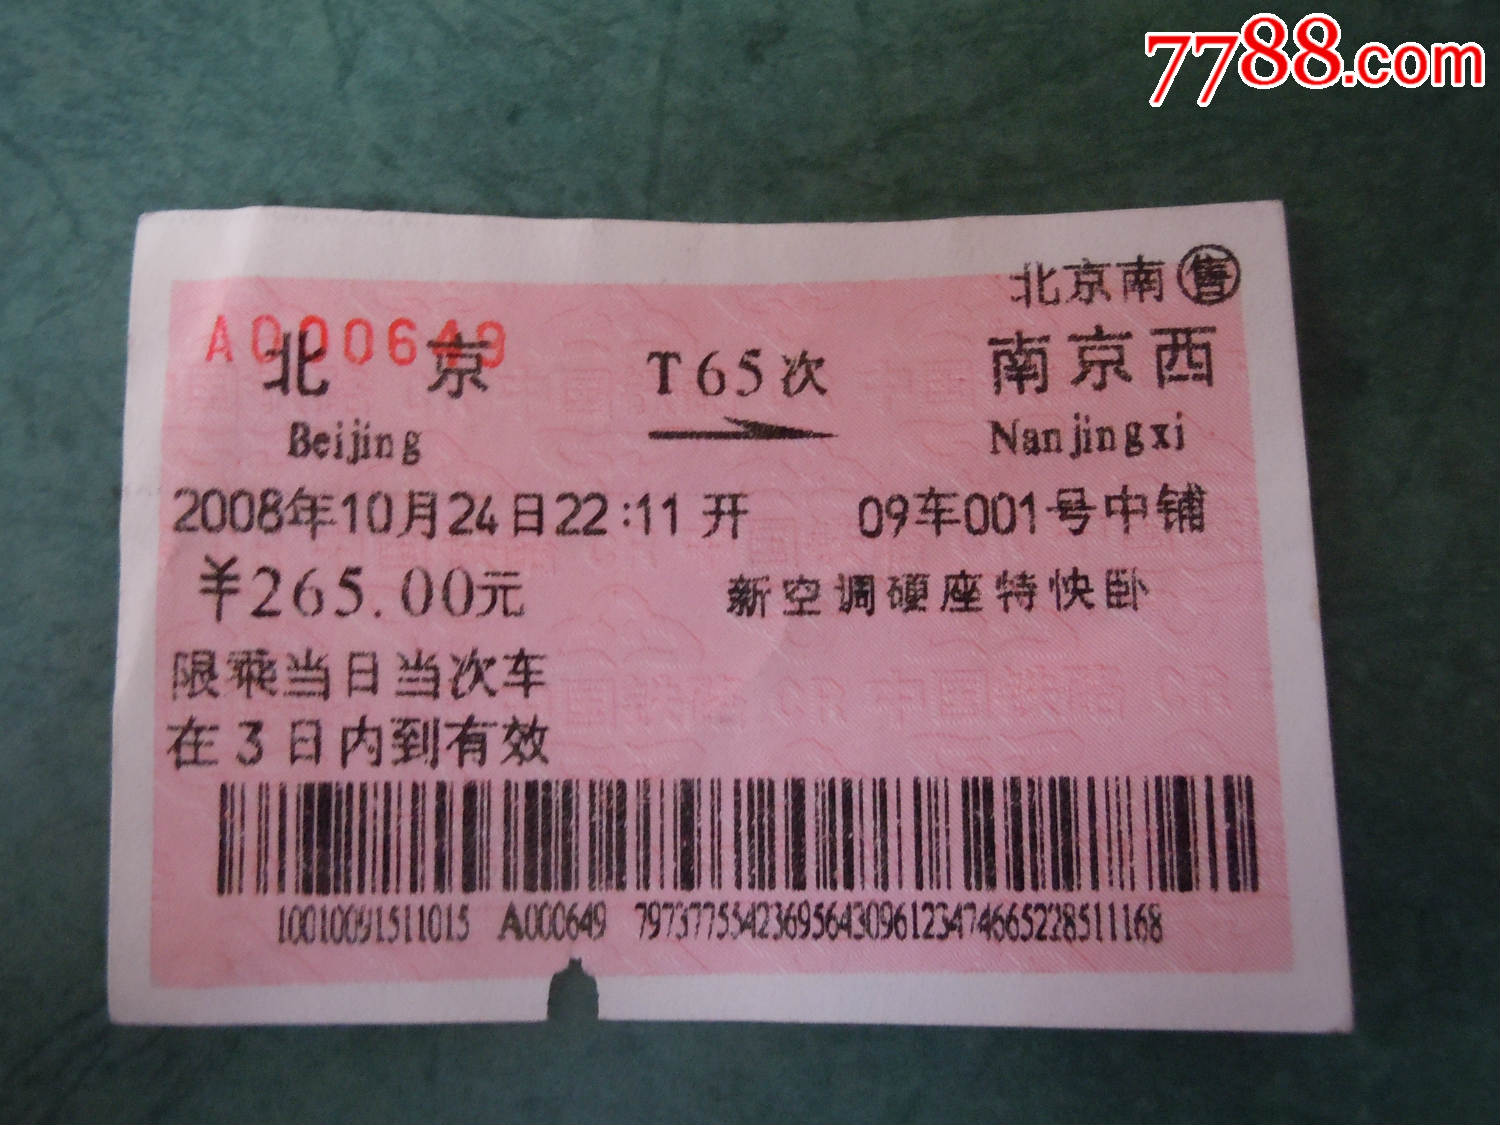 7788.com
北京南 售
A000649
北京 T65次 南京西
Beijing Nanjingxi
2008年10月24日22:11开 09车001号中铺
¥265.00元 新空调硬座特快卧
限乘当日当次车
在3日内到有效
10010091511015 A000649 797377554236956430961234746652285111​68